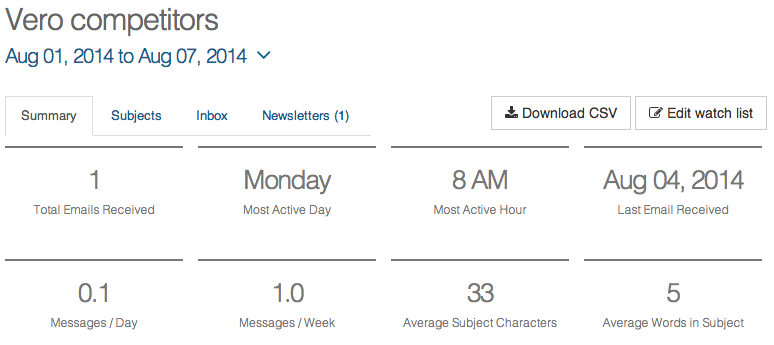 Vero competitors
Aug 01, 2014 to Aug 07, 2014
Summary Subjects Inbox Newsletters (1) Download CSV Edit watch list
1 Monday 8 AM Aug 04, 2014
Total Emails Received Most Active Day Most Active Hour Last Email Received
0.1 1.0 33 5
Messages / Day Messages / Week Average Subject Characters Average Words in Subject